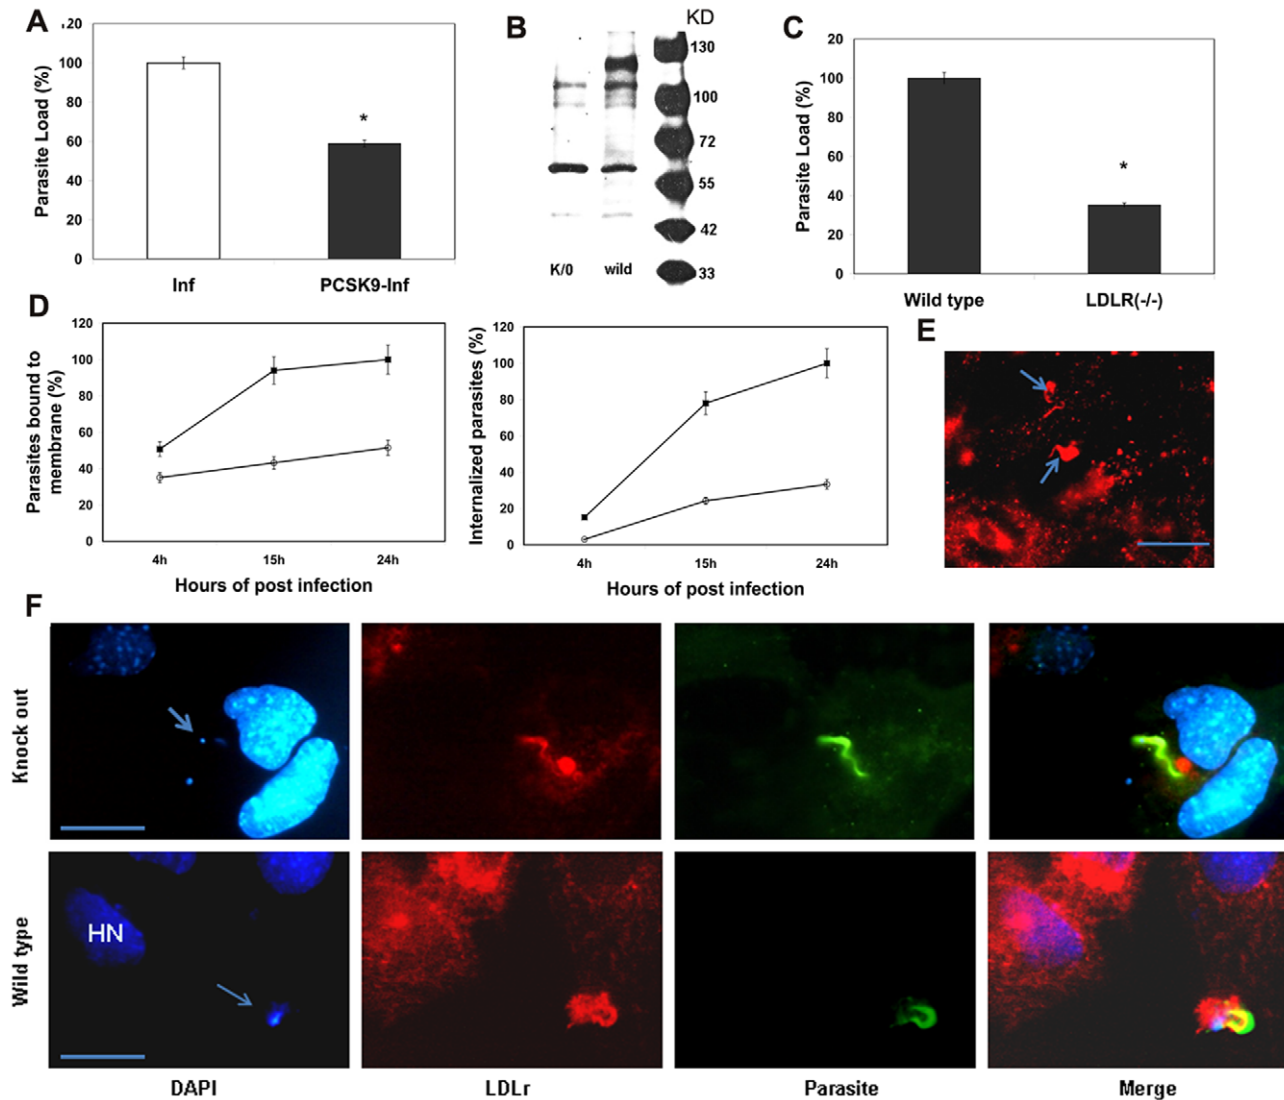 A
.20
100
80
60
40
20
0
Parasite Load (%)
*
Inf
PCSK9-Inf
B
KD
130
100
72
55
42
33
K/0
wild
C
20
100
80
60
40
20
0
Parasite Load (%)
*
Wild type
LDLR(-/-)
D
120
100
80
60
40
20
0
Parasites bound to
membrane (%)
4h
15h
24h
Hours of post infection
120
100
80
60
40
20
0
Internalized parasites (%)
4h
15h
24h
Hours of post infection
E
F
Knock out
Wild type
HN
DAPI
LDLr
Parasite
Merge